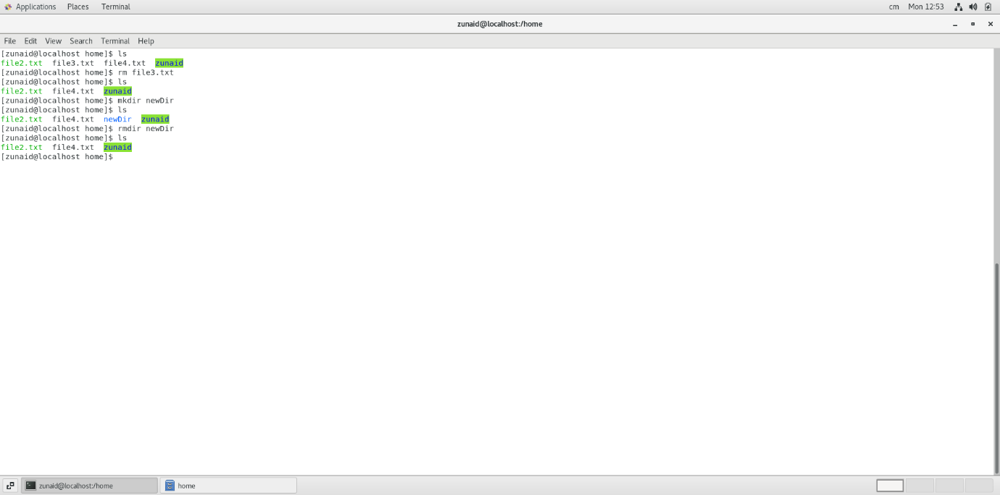 Applications Places Terminal cm Mon 12:53
zunaid@localhost:/home
File Edit View Search Terminal Help
[zunaid@localhost home]$ ls
file2.txt  file3.txt  file4.txt  zunaid
[zunaid@localhost home]$ rm file3.txt
[zunaid@localhost home]$ ls
file2.txt  file4.txt  zunaid
[zunaid@localhost home]$ mkdir newDir
[zunaid@localhost home]$ ls
file2.txt  file4.txt  newDir  zunaid
[zunaid@localhost home]$ rmdir newDir
[zunaid@localhost home]$ ls
file2.txt  file4.txt  zunaid
[zunaid@localhost home]$
zunaid@localhost:/home home